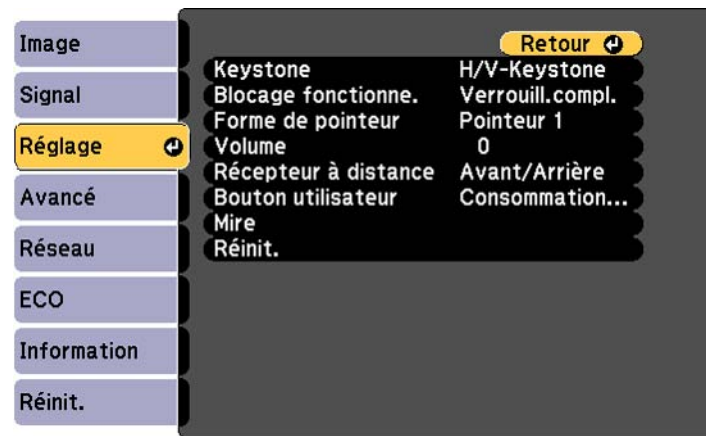 Image
Signal
Réglage
Avancé
Réseau
ECO
Information
Réinit.
Retour
Keystone H/V-Keystone
Blocage fonctionne. Verrouill.compl.
Forme de pointeur Pointeur 1
Volume 0
Récepteur à distance Avant/Arrière
Bouton utilisateur Consommation...
Mire
Réinit.